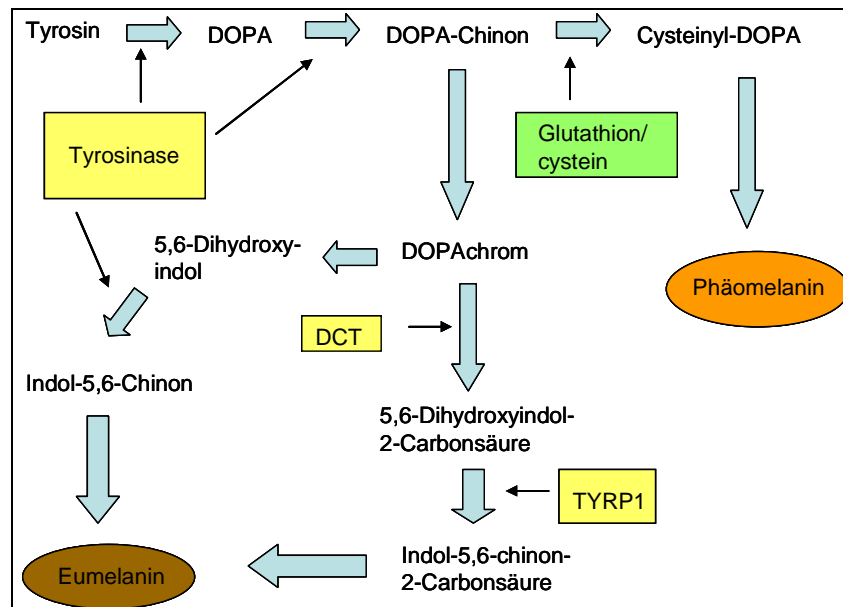 Tyrosin
DOPA
DOPA-Chinon
Cysteinyl-DOPA
Tyrosinase
Glutathion/
cystein
5,6-Dihydroxy-
indol
DOPAchrom
Phäomelanin
DCT
Indol-5,6-Chinon
5,6-Dihydroxyindol-
2-Carbonsäure
TYRP1
Eumelanin
Indol-5,6-chinon-
2-Carbonsäure